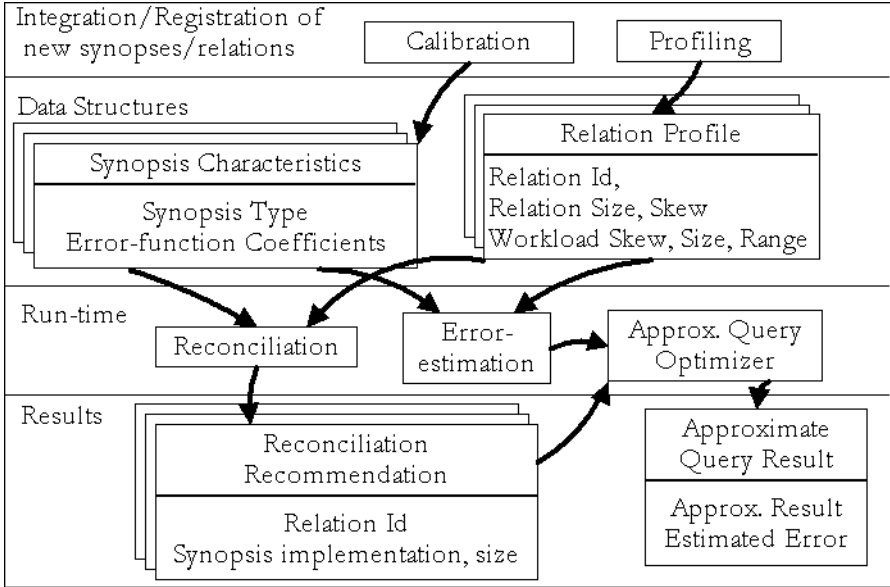 Integration/Registration of
new synopses/relations
Calibration
Profiling
Data Structures
Synopsis Characteristics
Synopsis Type
Error-function Coefficients
Relation Profile
Relation Id,
Relation Size, Skew
Workload Skew, Size, Range
Run-time
Reconciliation
Error-
estimation
Approx. Query
Optimizer
Results
Reconciliation
Recommendation
Relation Id
Synopsis implementation, size
Approximate
Query Result
Approx. Result
Estimated Error